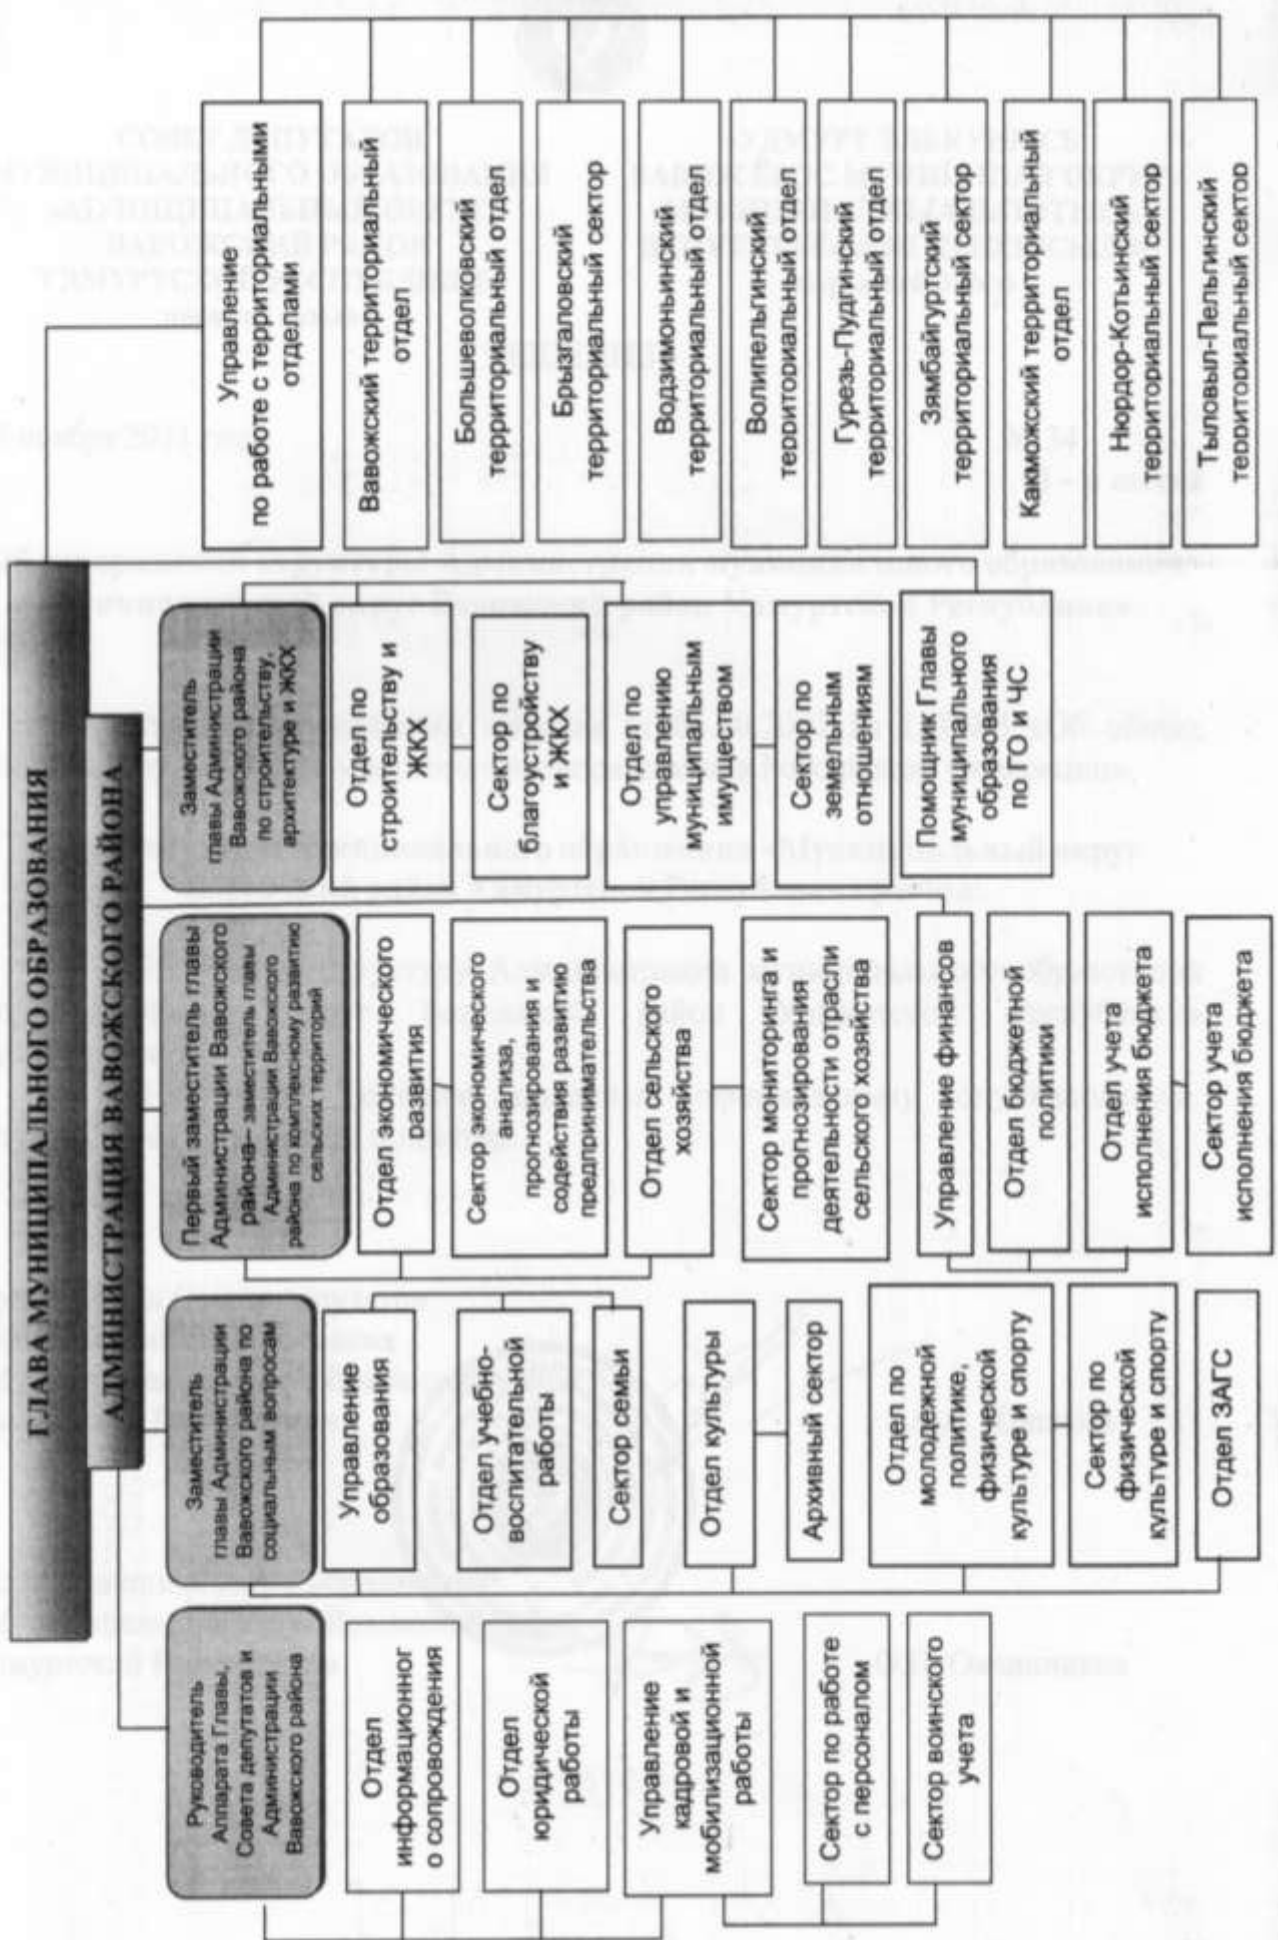 ГЛАВА МУНИЦИПАЛЬНОГО ОБРАЗОВАНИЯ
АДМИНИСТРАЦИЯ ВАВОЖСКОГО РАЙОНА
Руководитель
Аппарата Главы,
Совета депутатов и
Администрации
Вавожского района
Отдел
информационног
о сопровождения
Отдел
юридической
работы
Управление
кадровой и
мобилизационной
работы
Сектор по работе
с персоналом
Сектор воинского
учета
Заместитель
главы Администрации
Вавожского района по
социальным вопросам
Управление
образования
Отдел учебно-
воспитательной
работы
Сектор семьи
Отдел культуры
Архивный сектор
Отдел по
молодежной
политике,
физической
культуре и спорту
Сектор по
физической
культуре и спорту
Отдел ЗАГС
Первый заместитель главы
Администрации Вавожского
района– заместитель главы
Администрации Вавожского
района по комплексному развитию
сельских территорий
Отдел экономического
развития
Сектор экономического
анализа,
прогнозирования и
содействия развитию
предпринимательства
Отдел сельского
хозяйства
Сектор мониторинга и
прогнозирования
деятельности отрасли
сельского хозяйства
Управление финансов
Отдел бюджетной
политики
Отдел учета
исполнения бюджета
Сектор учета
исполнения бюджета
Заместитель
главы Администрации
Вавожского района
по строительству,
архитектуре и ЖКХ
Отдел по
строительству и
ЖКХ
Сектор по
благоустройству
и ЖКХ
Отдел по
управлению
муниципальным
имуществом
Сектор по
земельным
отношениям
Помощник Главы
муниципального
образования
по ГО и ЧС
Управление
по работе с территориальными
отделами
Вавожский территориальный
отдел
Большеволковский
территориальный отдел
Брызгаловский
территориальный сектор
Водзимоньинский
территориальный отдел
Волипельгинский
территориальный отдел
Гурезь-Пудгинский
территориальный отдел
Зямбайгуртский
территориальный сектор
Какможский территориальный
отдел
Нюрдор-Котьинский
территориальный сектор
Тыловыл-Пельгинский
территориальный сектор